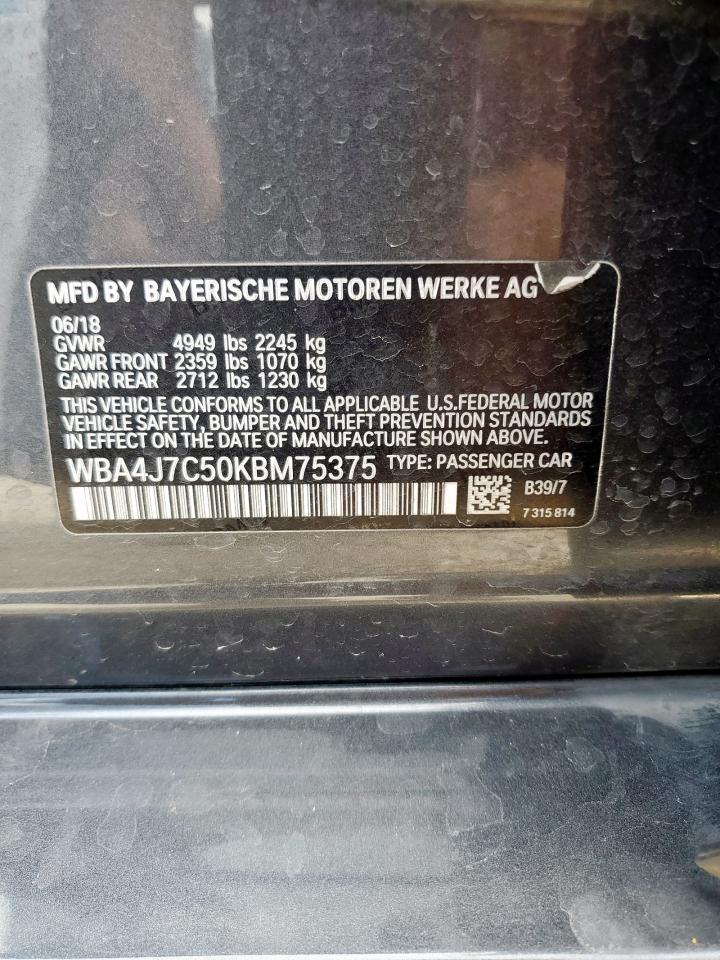 MFD BY BAYERISCHE MOTOREN WERKE AG
06/18
GVWR 4949 lbs 2245 kg
GAWR FRONT 2359 lbs 1070 kg
GAWR REAR 2712 lbs 1230 kg
THIS VEHICLE CONFORMS TO ALL APPLICABLE U.S.FEDERAL MOTOR
VEHICLE SAFETY, BUMPER AND THEFT PREVENTION STANDARDS
IN EFFECT ON THE DATE OF MANUFACTURE SHOWN ABOVE.
WBA4J7C50KBM75375 TYPE: PASSENGER CAR
B39/7
7 315 814